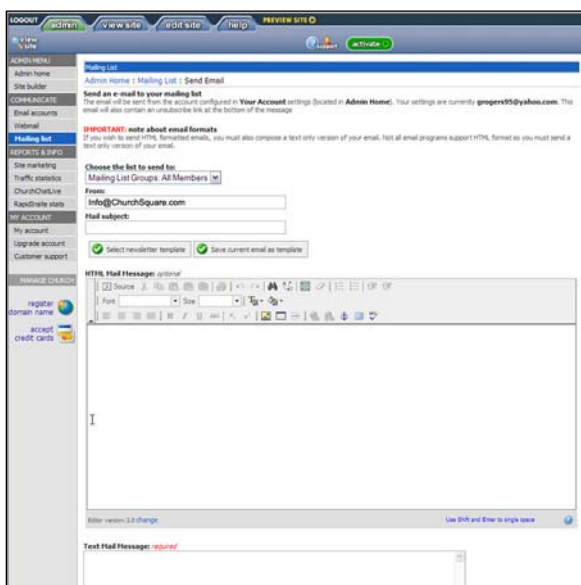 LOGOUT admin view site edit site help PREVIEW SITE
view site support activate
ADMIN MENU
Admin home
Site builder
COMMUNICATE
Email accounts
Webmail
Mailing list
REPORTS & INFO
Site marketing
Traffic statistics
ChurchChatLive
RapidInsite stats
MY ACCOUNT
My account
Upgrade account
Customer support
MANAGE CHURCH
register
domain name
accept
credit cards
Mailing List
Admin Home : Mailing List : Send Email
Send an e-mail to your mailing list
The email will be sent from the account configured in Your Account settings (located in Admin Home). Your settings are currently grogers95@yahoo.com. This
email will also contain an unsubscribe link at the bottom of the message
IMPORTANT: note about email formats
If you wish to send HTML formatted emails, you must also compose a text only version of your email. Not all email programs support HTML format so you must send a
text only version of your email.
Choose the list to send to:
Mailing List Groups: All Members
From:
Info@ChurchSquare.com
Mail subject:
Select newsletter template Save current email as template
HTML Mail Message: optional
Source
Font Size
Editor version 2.0 change Use Shift and Enter to single space
Text Mail Message: required